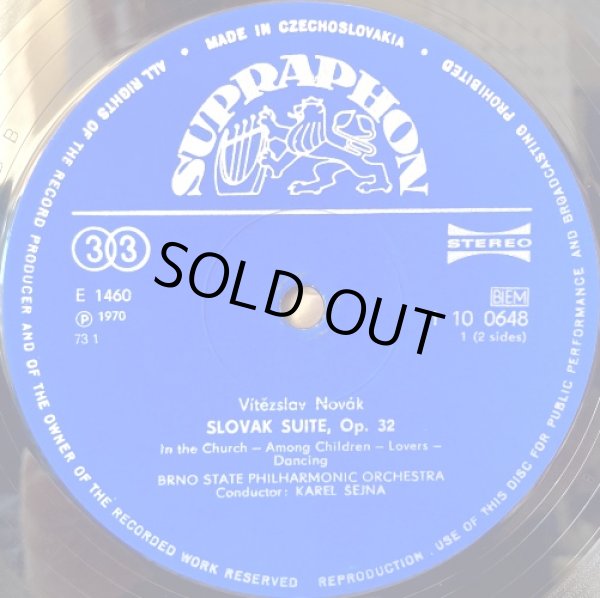 ALL RIGHTS OF THE RECORD PRODUCER AND OF THE OWNER OF THE RECORDED WORK RESERVED
• MADE IN CZECHOSLOVAKIA •
REPRODUCTION, USE OF THIS DISC FOR PUBLIC PERFORMANCE AND BROADCASTING PROHIBITED
SUPRAPHON
33
STEREO
E 1460
BIEM
Ⓟ 1970
10 0648
73 1
1 (2 sides)
SOLD OUT
Vítězslav Novák
SLOVAK SUITE, Op. 32
In the Church – Among Children – Lovers –
Dancing
BRNO STATE PHILHARMONIC ORCHESTRA
Conductor: KAREL ŠEJNA